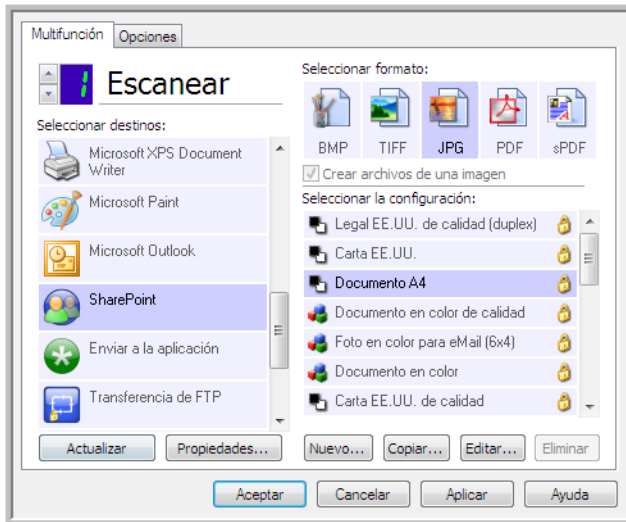 Multifunción
Opciones
1
Escanear
Seleccionar destinos:
Microsoft XPS Document
Writer
Microsoft Paint
Microsoft Outlook
SharePoint
Enviar a la aplicación
Transferencia de FTP
Actualizar
Propiedades...
Seleccionar formato:
BMP
TIFF
JPG
PDF
sPDF
Crear archivos de una imagen
Seleccionar la configuración:
Legal EE.UU. de calidad (duplex)
Carta EE.UU.
Documento A4
Documento en color de calidad
Foto en color para eMail (6x4)
Documento en color
Carta EE.UU. de calidad
Nuevo...
Copiar...
Editar...
Eliminar
Aceptar
Cancelar
Aplicar
Ayuda